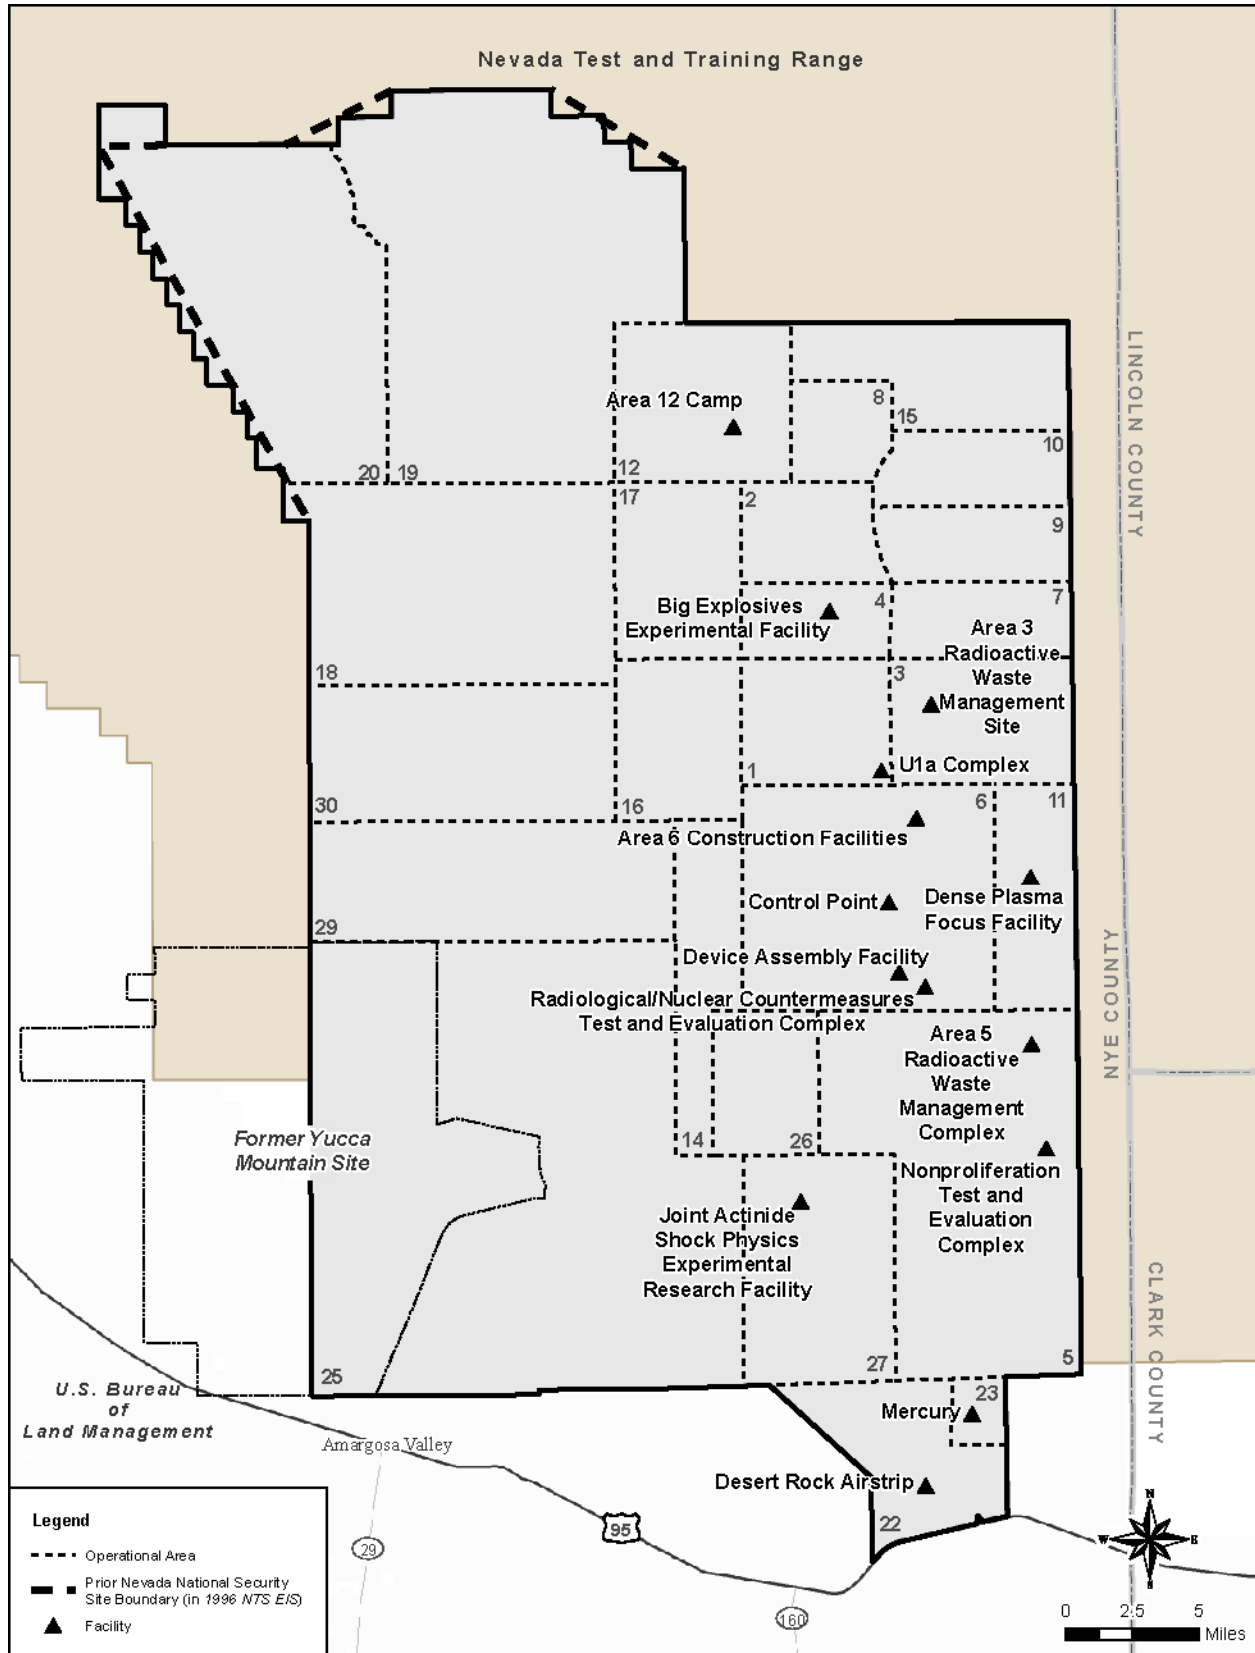 Nevada Test and Training Range
LINCOLN COUNTY
Area 12 Camp
8
15
10
20
19
12
17
2
9
Big Explosives
Experimental Facility
4
7
Area 3
Radioactive
Waste
Management
Site
18
3
U1a Complex
1
30
16
6
11
Area 6 Construction Facilities
Control Point
Dense Plasma
Focus Facility
29
Device Assembly Facility
Radiological/Nuclear Countermeasures
Test and Evaluation Complex
NYE COUNTY
Area 5
Radioactive
Waste
Management
Complex
Former Yucca
Mountain Site
14
26
Nonproliferation
Test and
Evaluation
Complex
Joint Actinide
Shock Physics
Experimental
Research Facility
CLARK COUNTY
25
27
5
23
U.S. Bureau
of
Land Management
Mercury
Amargosa Valley
Desert Rock Airstrip
22
95
29
160
Legend
Operational Area
Prior Nevada National Security
Site Boundary (in 1996 NTS EIS)
Facility
N
W
E
S
0 2.5 5
Miles